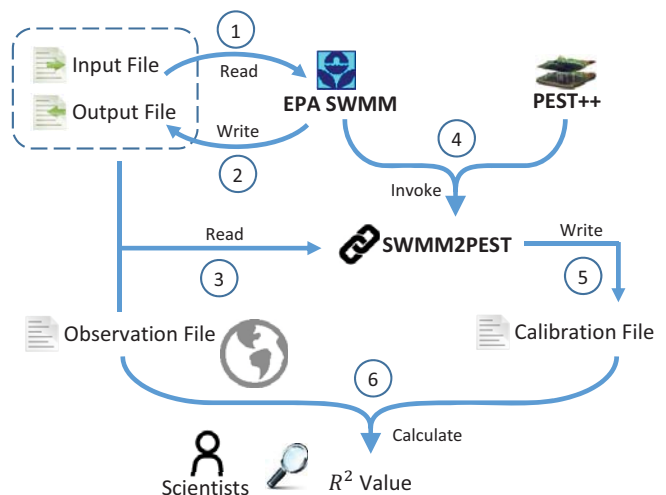 1
Input File
Read
EPA SWMM
PEST++
Output File
Write
4
2
Invoke
Read
SWMM2PEST
Write
3
5
Observation File
Calibration File
6
Calculate
Scientists
R² Value